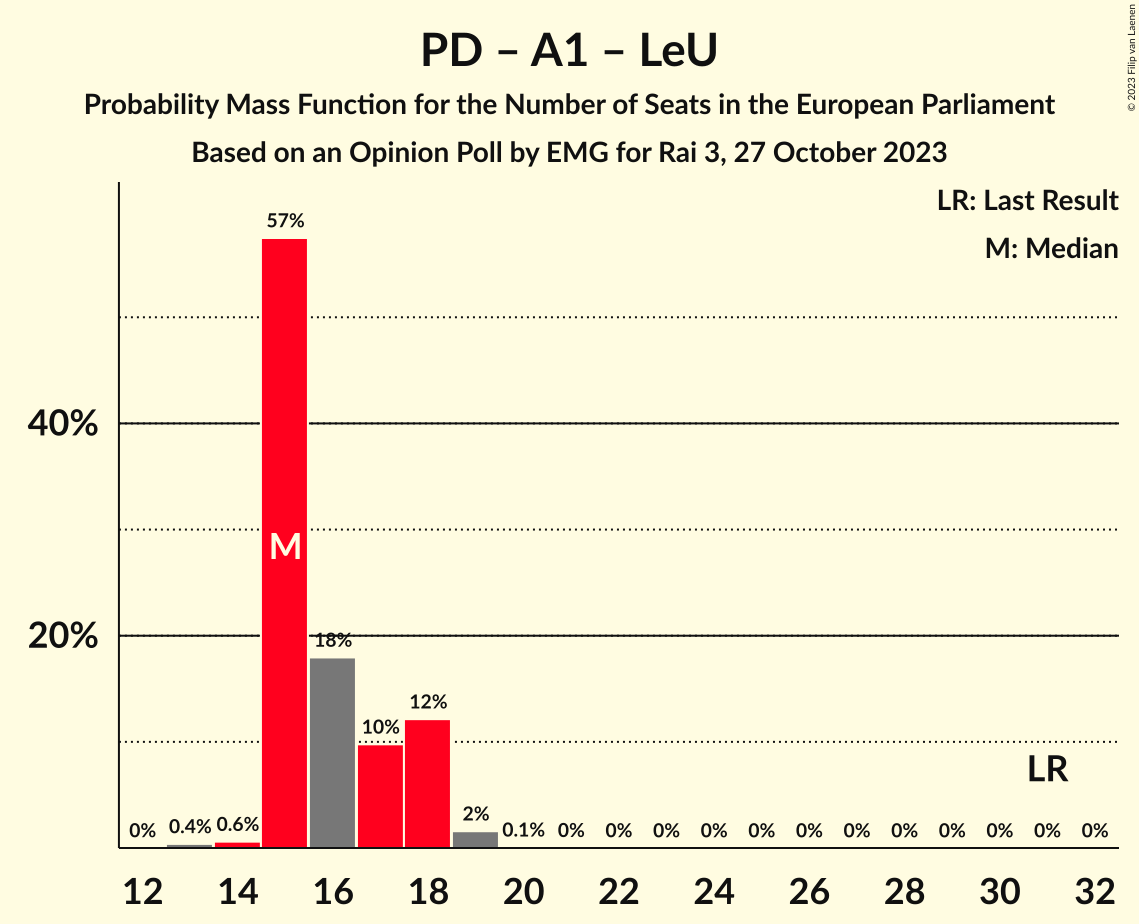 PD – A1 – LeU
Probability Mass Function for the Number of Seats in the European Parliament
Based on an Opinion Poll by EMG for Rai 3, 27 October 2023
© 2023 Filip van Laenen
LR: Last Result
M: Median
57%
40%
M
20%
18%
12%
10%
LR
0% 0.4% 0.6% 2% 0.1% 0% 0% 0% 0% 0% 0% 0% 0% 0% 0% 0% 0%
12 14 16 18 20 22 24 26 28 30 32